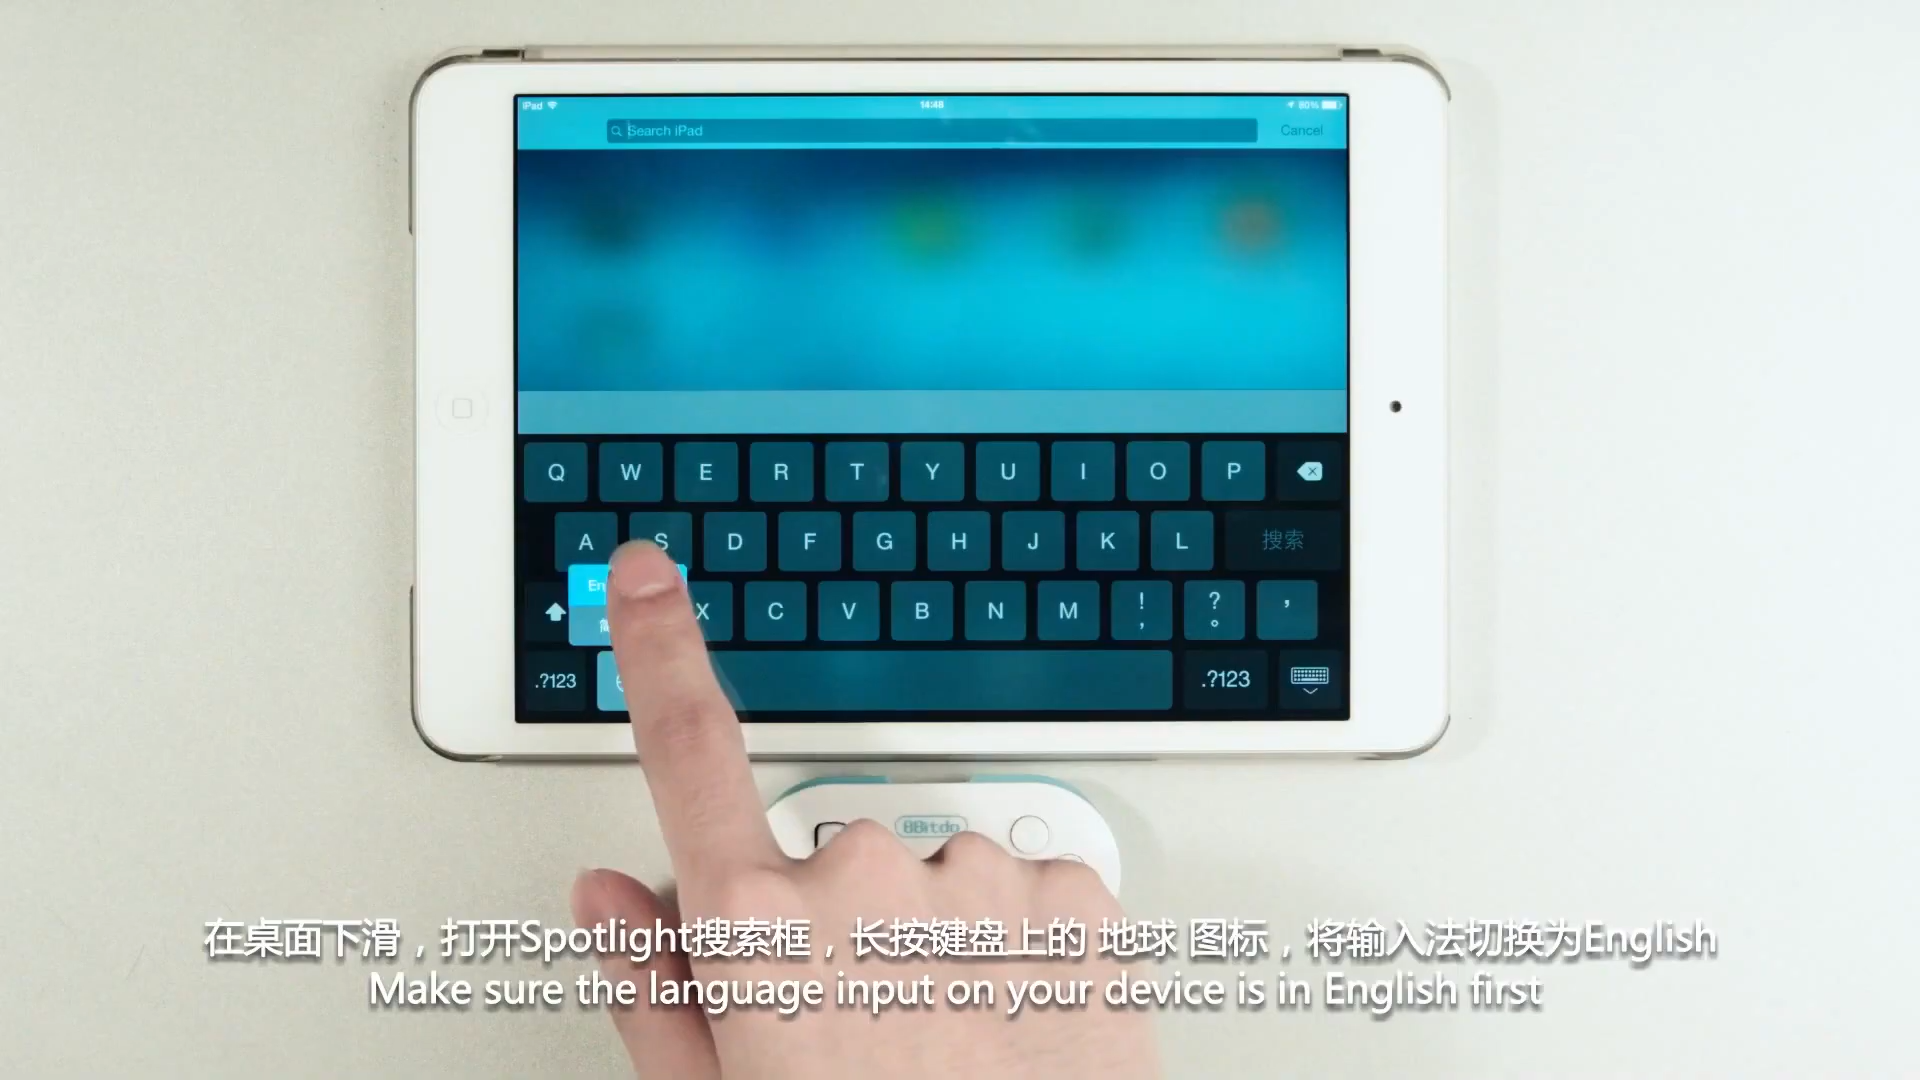 iPad
14:48
80%
Search iPad
Cancel
Q W E R T Y U I O P
A S D F G H J K L 搜索
En
简
X C V B N M ! , ? 。 ’
.?123
.?123
8Bitdo
在桌面下滑，打开Spotlight搜索框，长按键盘上的 地球 图标，将输入法切换为English
Make sure the language input on your device is in English first